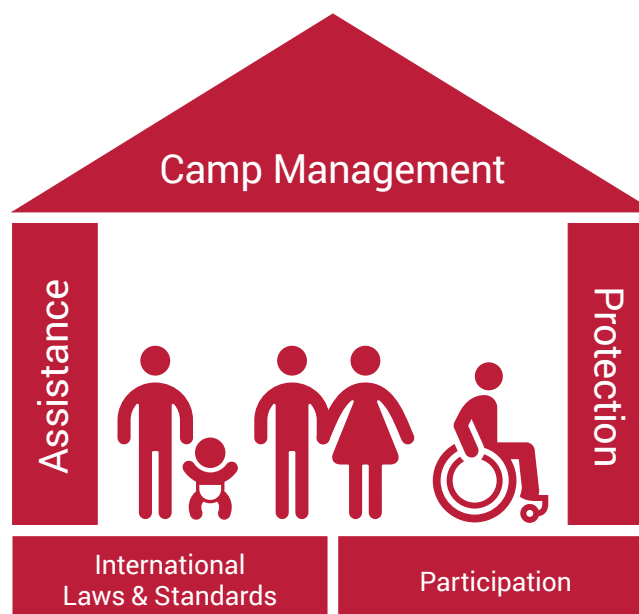 Camp Management
Assistance
Protection
International
Laws & Standards
Participation